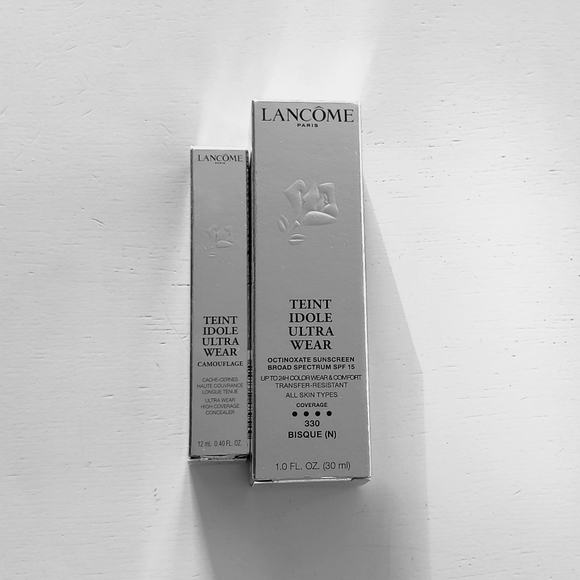 LANCÔME
PARIS
TEINT
IDOLE
ULTRA
WEAR
CAMOUFLAGE
CACHE-CERNES
HAUTE COUVRANCE
LONGUE TENUE
ULTRA WEAR
HIGH COVERAGE
CONCEALER
12 mL 0.40 FL. OZ.
LANCÔME
PARIS
TEINT
IDOLE
ULTRA
WEAR
OCTINOXATE SUNSCREEN
BROAD SPECTRUM SPF 15
UP TO 24H COLOR WEAR & COMFORT
TRANSFER-RESISTANT
ALL SKIN TYPES
COVERAGE
330
BISQUE (N)
1.0 FL. OZ. (30 ml)